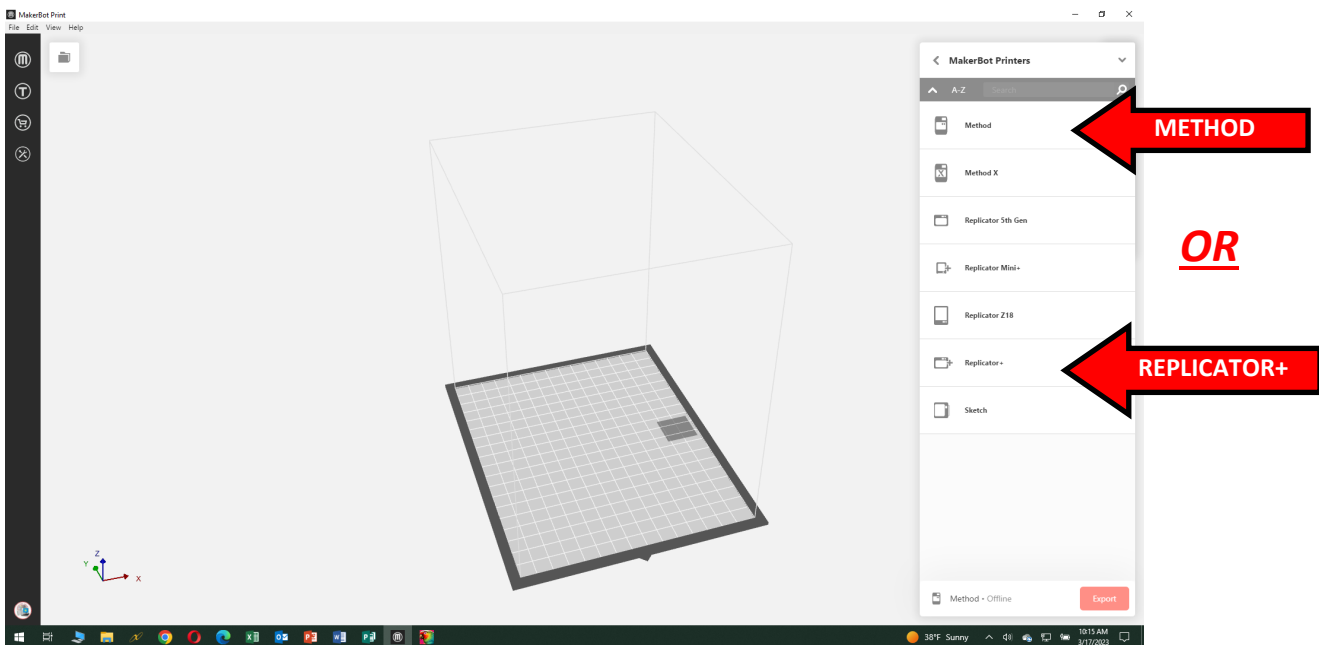 MakerBot Print
File Edit View Help
MakerBot Printers
A-Z Search
Method
METHOD
Method X
Replicator 5th Gen
OR
Replicator Mini+
Replicator Z18
Replicator+
REPLICATOR+
Sketch
Z
Y
X
Method • Offline Export
38°F Sunny 10:15 AM
3/17/2023